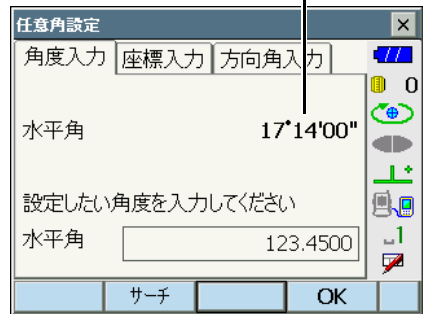 任意角設定
角度入力 座標入力 方向角入力
0
水平角 17°14'00"
設定したい角度を入力してください
水平角 123.4500
1
サーチ OK